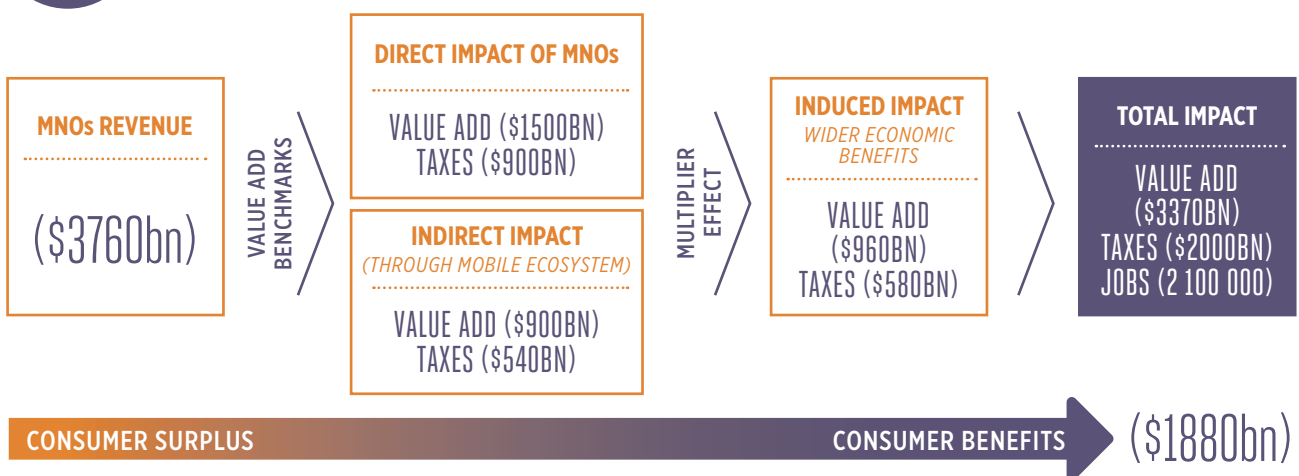 MNOs REVENUE
($3760bn)
VALUE ADD
BENCHMARKS
DIRECT IMPACT OF MNOs
VALUE ADD ($1500BN)
TAXES ($900BN)
INDIRECT IMPACT
(THROUGH MOBILE ECOSYSTEM)
VALUE ADD ($900BN)
TAXES ($540BN)
MULTIPLIER
EFFECT
INDUCED IMPACT
WIDER ECONOMIC
BENEFITS
VALUE ADD
($960BN)
TAXES ($580BN)
TOTAL IMPACT
VALUE ADD
($3370BN)
TAXES ($2000BN)
JOBS (2 100 000)
CONSUMER SURPLUS
CONSUMER BENEFITS
($1880bn)